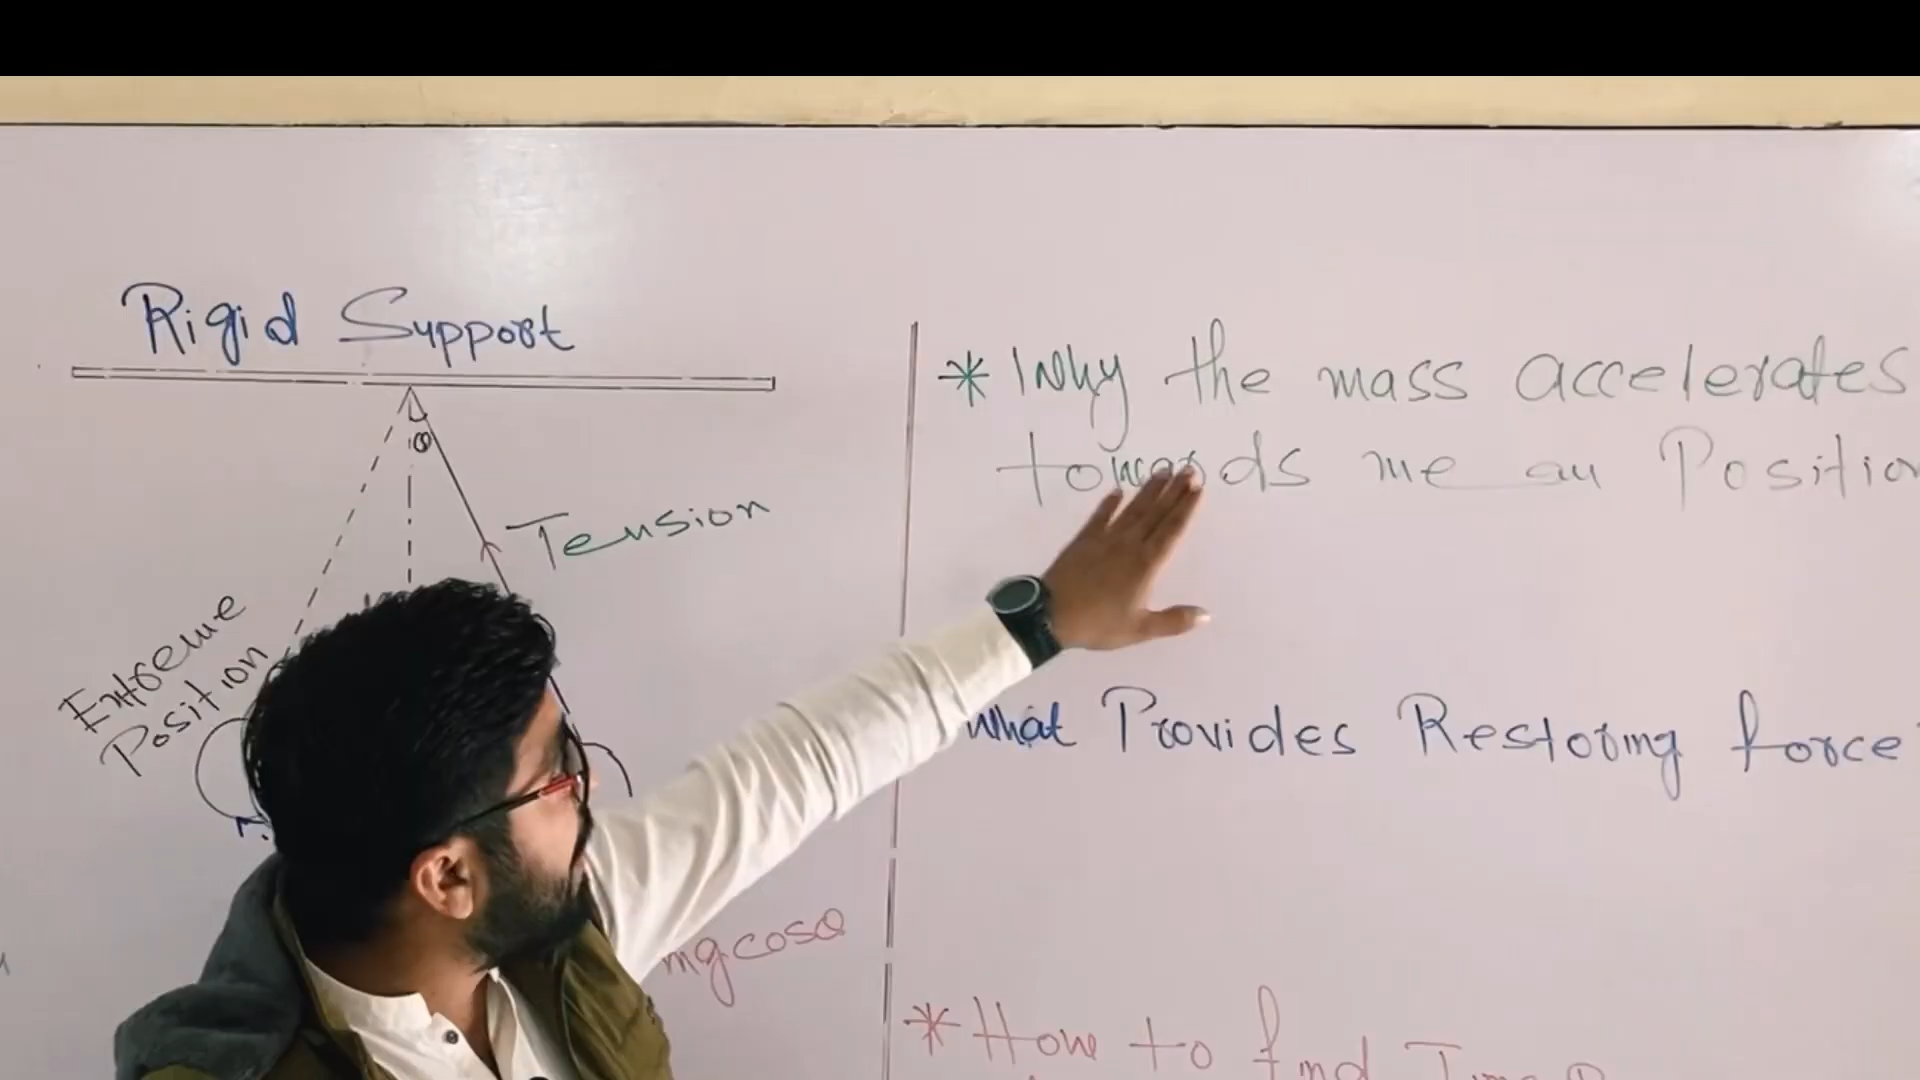 Rigid Support
θ
Tension
Extreme
Position
mgcosθ
* Why the mass accelerates
towards mean Position
What Provides Restoring force
* How to find Time P